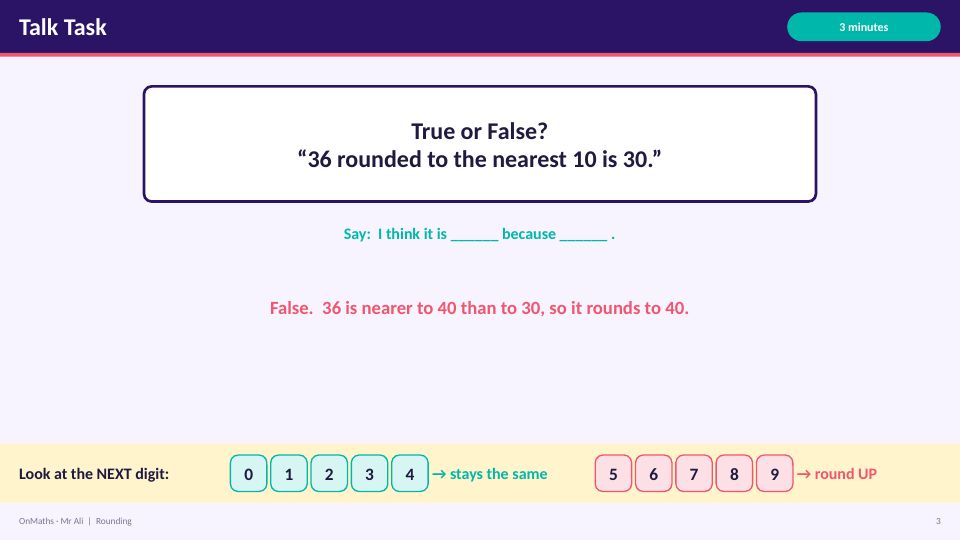 Talk Task
3 minutes
True or False?
“36 rounded to the nearest 10 is 30.”
Say:  I think it is ______ because ______ .
False.  36 is nearer to 40 than to 30, so it rounds to 40.
Look at the NEXT digit: 0 1 2 3 4 → stays the same 5 6 7 8 9 → round UP
OnMaths - Mr Ali | Rounding
3